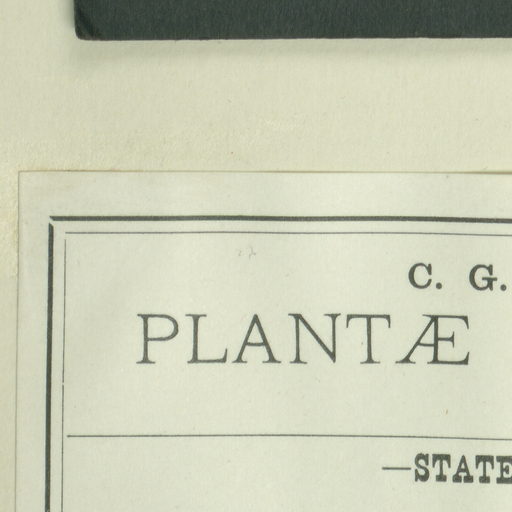 C. G.
PLANTÆ
—STATE